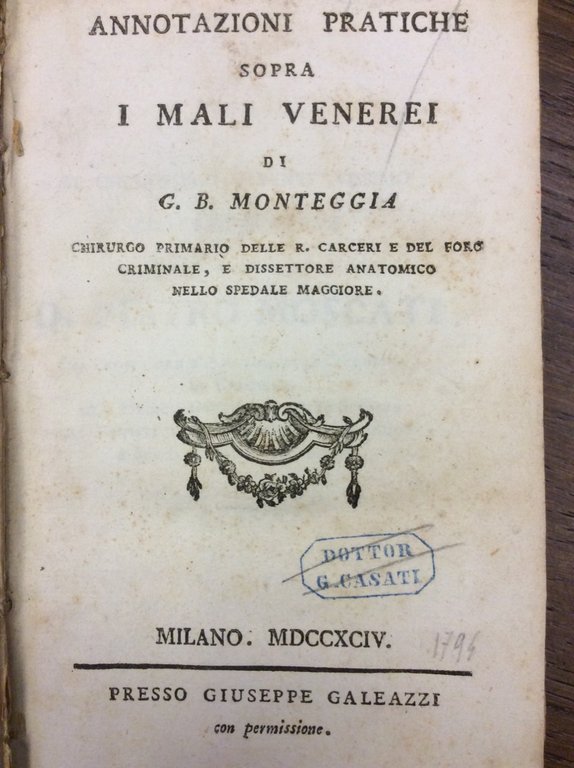 ANNOTAZIONI PRATICHE
SOPRA
I MALI VENEREI
DI
G. B. MONTEGGIA
CHIRURGO PRIMARIO DELLE R. CARCERI E DEL FORO
CRIMINALE, E DISSETTORE ANATOMICO
NELLO SPEDALE MAGGIORE.
DOTTOR
G. CASATI
MILANO. MDCCXCIV.
1794
PRESSO GIUSEPPE GALEAZZI
con permissione.